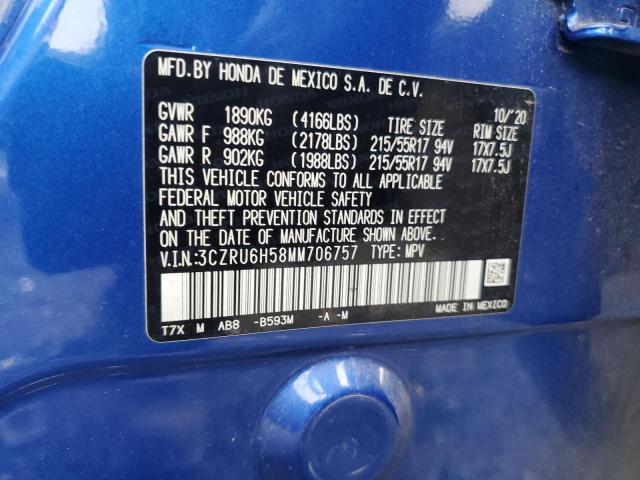 MFD.BY HONDA DE MEXICO S.A. DE C.V.
10/'20
GVWR 1890KG (4166LBS) TIRE SIZE RIM SIZE
GAWR F 988KG (2178LBS) 215/55R17 94V 17X7.5J
GAWR R 902KG (1988LBS) 215/55R17 94V 17X7.5J
THIS VEHICLE CONFORMS TO ALL APPLICABLE
FEDERAL MOTOR VEHICLE SAFETY
AND THEFT PREVENTION STANDARDS IN EFFECT
ON THE DATE OF MANUFACTURE SHOWN ABOVE.
V.I.N.:3CZRU6H58MM706757 TYPE: MPV
MADE IN MEXICO
T7X M AB8 -B593M -A -M